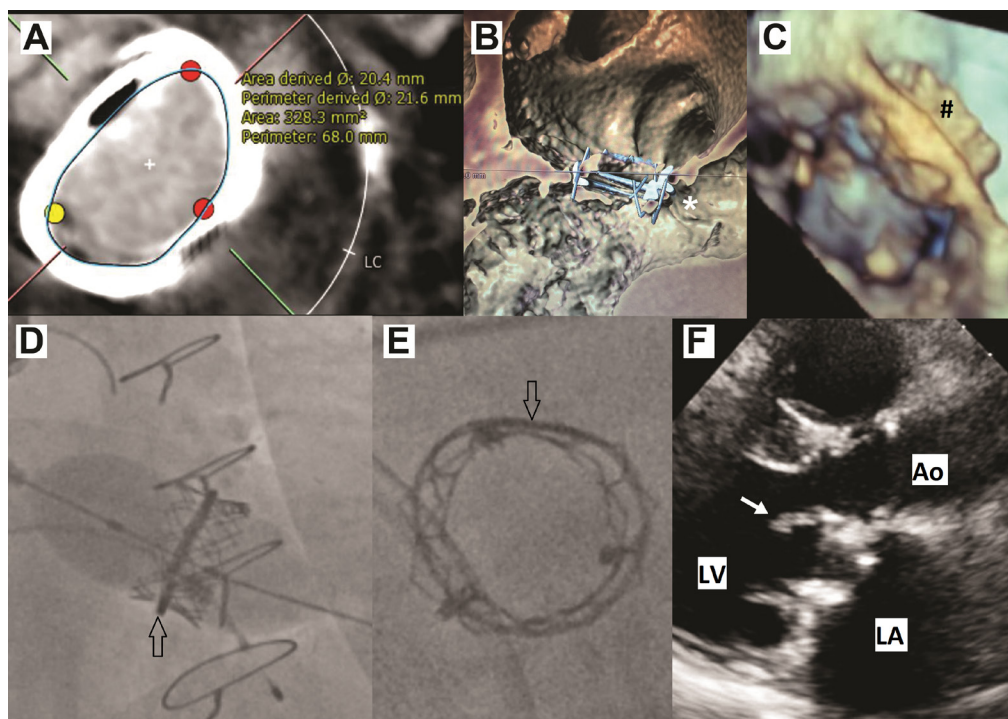 A
Area derived Ø: 20.4 mm
Perimeter derived Ø: 21.6 mm
Area: 328.3 mm²
Perimeter: 68.0 mm
LC
B
*
C
#
D
E
F
Ao
LV
LA